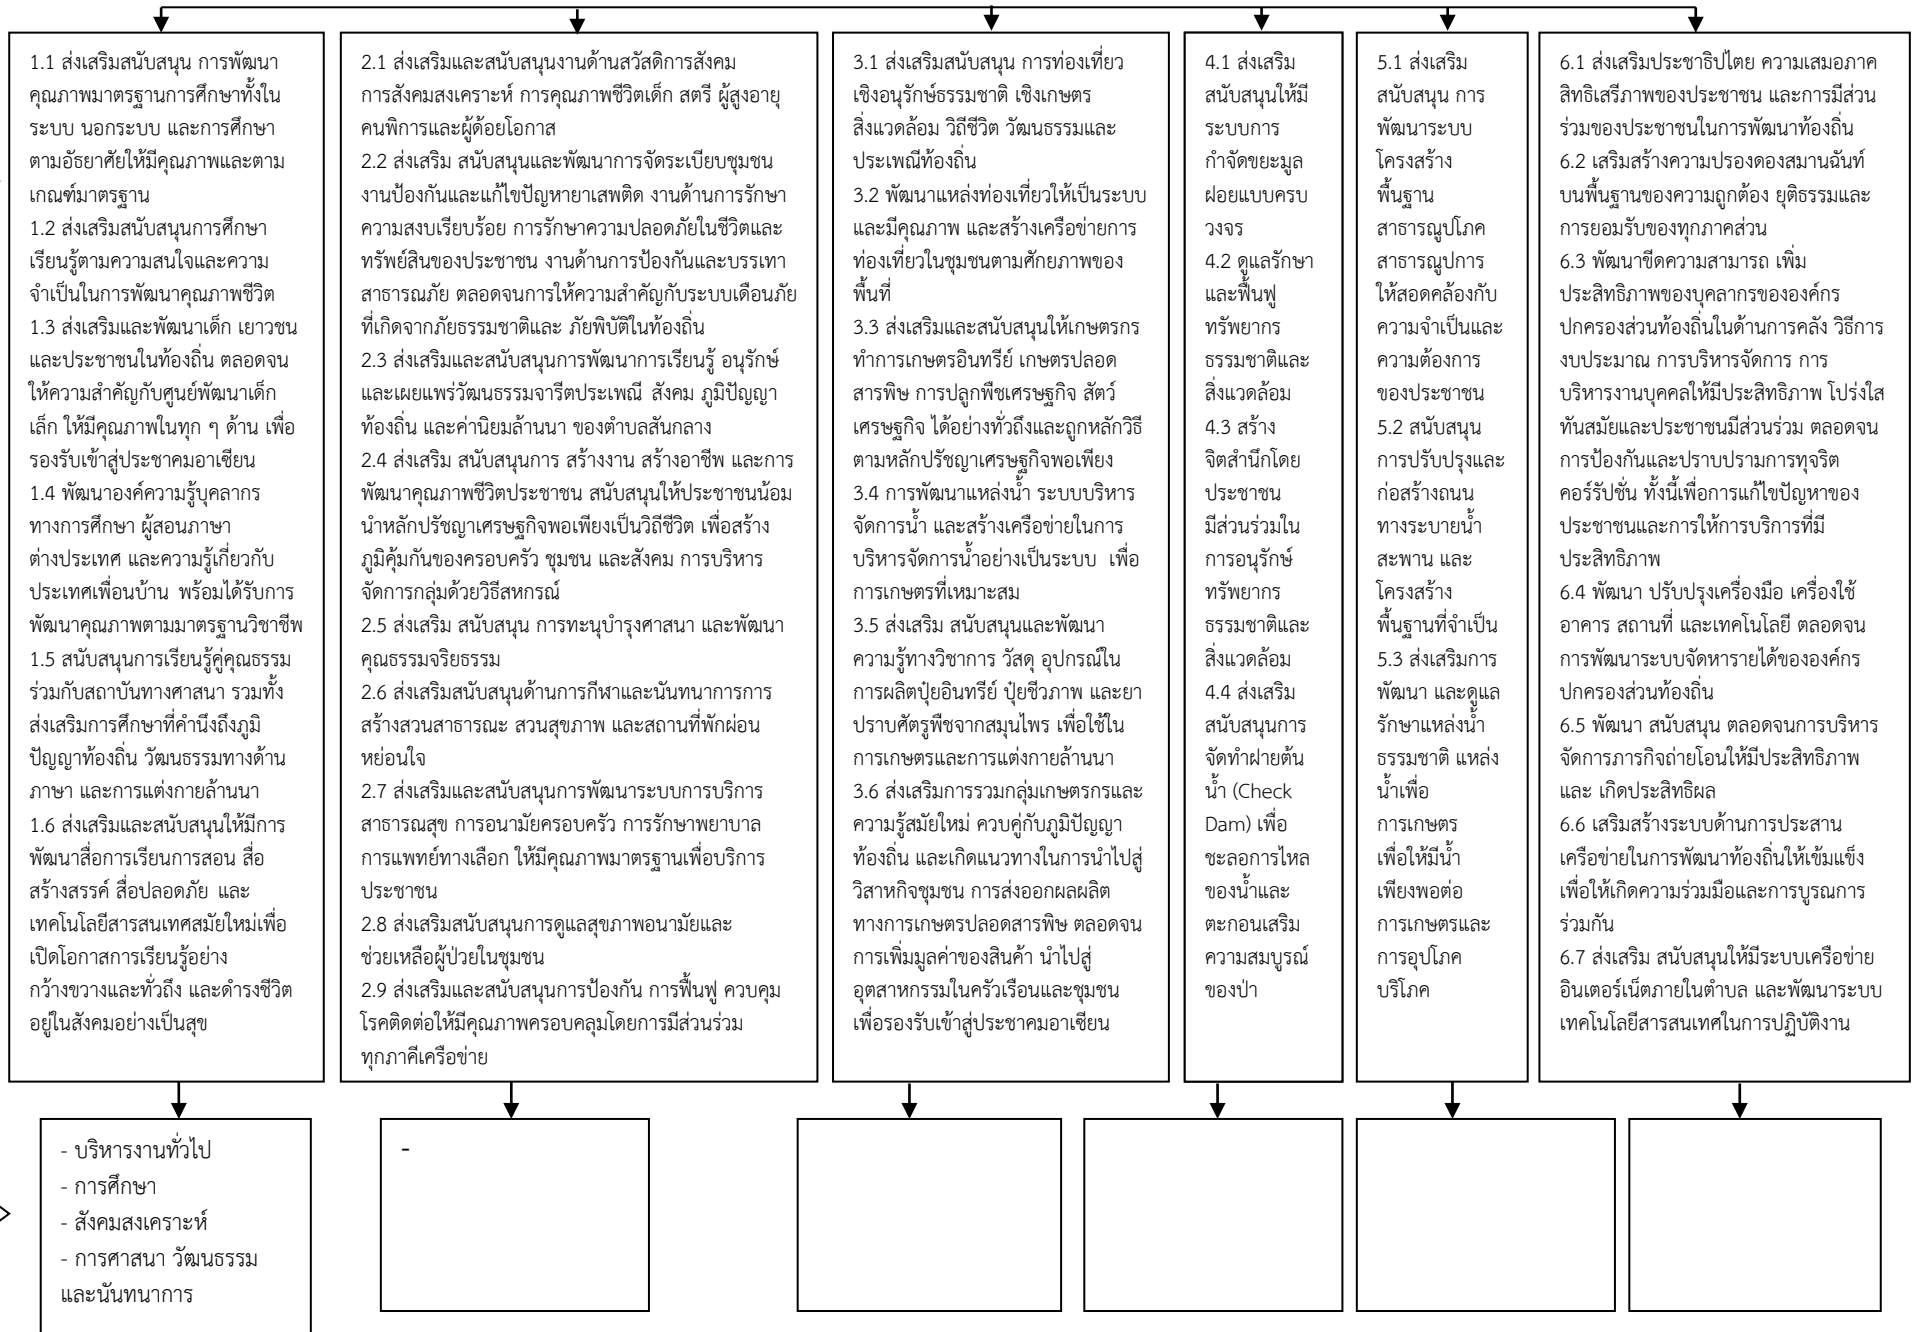 1.1 ส่งเสริมสนับสนุน การพัฒนา
คุณภาพมาตรฐานการศึกษาทั้งใน
ระบบ นอกระบบ และการศึกษา
ตามอัธยาศัยให้มีคุณภาพและตาม
เกณฑ์มาตรฐาน
1.2 ส่งเสริมสนับสนุนการศึกษา
เรียนรู้ตามความสนใจและความ
จำเป็นในการพัฒนาคุณภาพชีวิต
1.3 ส่งเสริมและพัฒนาเด็ก เยาวชน
และประชาชนในท้องถิ่น ตลอดจน
ให้ความสำคัญกับศูนย์พัฒนาเด็ก
เล็ก ให้มีคุณภาพในทุก ๆ ด้าน เพื่อ
รองรับเข้าสู่ประชาคมอาเซียน
1.4 พัฒนาองค์ความรู้บุคลากร
ทางการศึกษา ผู้สอนภาษา
ต่างประเทศ และความรู้เกี่ยวกับ
ประเทศเพื่อนบ้าน พร้อมได้รับการ
พัฒนาคุณภาพตามมาตรฐานวิชาชีพ
1.5 สนับสนุนการเรียนรู้คู่คุณธรรม
ร่วมกับสถาบันทางศาสนา รวมทั้ง
ส่งเสริมการศึกษาที่คำนึงถึงภูมิ
ปัญญาท้องถิ่น วัฒนธรรมทางด้าน
ภาษา และการแต่งกายล้านนา
1.6 ส่งเสริมและสนับสนุนให้มีการ
พัฒนาสื่อการเรียนการสอน สื่อ
สร้างสรรค์ สื่อปลอดภัย และ
เทคโนโลยีสารสนเทศสมัยใหม่เพื่อ
เปิดโอกาสการเรียนรู้อย่าง
กว้างขวางและทั่วถึง และดำรงชีวิต
อยู่ในสังคมอย่างเป็นสุข
2.1 ส่งเสริมและสนับสนุนงานด้านสวัสดิการสังคม
การสังคมสงเคราะห์ การคุณภาพชีวิตเด็ก สตรี ผู้สูงอายุ
คนพิการและผู้ด้อยโอกาส
2.2 ส่งเสริม สนับสนุนและพัฒนาการจัดระเบียบชุมชน
งานป้องกันและแก้ไขปัญหายาเสพติด งานด้านการรักษา
ความสงบเรียบร้อย การรักษาความปลอดภัยในชีวิตและ
ทรัพย์สินของประชาชน งานด้านการป้องกันและบรรเทา
สาธารณภัย ตลอดจนการให้ความสำคัญกับระบบเดือนภัย
ที่เกิดจากภัยธรรมชาติและ ภัยพิบัติในท้องถิ่น
2.3 ส่งเสริมและสนับสนุนการพัฒนาการเรียนรู้ อนุรักษ์
และเผยแพร่วัฒนธรรมจารีตประเพณี สังคม ภูมิปัญญา
ท้องถิ่น และค่านิยมล้านนา ของตำบลสันกลาง
2.4 ส่งเสริม สนับสนุนการ สร้างงาน สร้างอาชีพ และการ
พัฒนาคุณภาพชีวิตประชาชน สนับสนุนให้ประชาชนน้อม
นำหลักปรัชญาเศรษฐกิจพอเพียงเป็นวิถีชีวิต เพื่อสร้าง
ภูมิคุ้มกันของครอบครัว ชุมชน และสังคม การบริหาร
จัดการกลุ่มด้วยวิธีสหกรณ์
2.5 ส่งเสริม สนับสนุน การทะนุบำรุงศาสนา และพัฒนา
คุณธรรมจริยธรรม
2.6 ส่งเสริมสนับสนุนด้านการกีฬาและนันทนาการการ
สร้างสวนสาธารณะ สวนสุขภาพ และสถานที่พักผ่อน
หย่อนใจ
2.7 ส่งเสริมและสนับสนุนการพัฒนาระบบการบริการ
สาธารณสุข การอนามัยครอบครัว การรักษาพยาบาล
การแพทย์ทางเลือก ให้มีคุณภาพมาตรฐานเพื่อบริการ
ประชาชน
2.8 ส่งเสริมสนับสนุนการดูแลสุขภาพอนามัยและ
ช่วยเหลือผู้ป่วยในชุมชน
2.9 ส่งเสริมและสนับสนุนการป้องกัน การฟื้นฟู ควบคุม
โรคติดต่อให้มีคุณภาพครอบคลุมโดยการมีส่วนร่วม
ทุกภาคีเครือข่าย
3.1 ส่งเสริมสนับสนุน การท่องเที่ยว
เชิงอนุรักษ์ธรรมชาติ เชิงเกษตร
สิ่งแวดล้อม วิถีชีวิต วัฒนธรรมและ
ประเพณีท้องถิ่น
3.2 พัฒนาแหล่งท่องเที่ยวให้เป็นระบบ
และมีคุณภาพ และสร้างเครือข่ายการ
ท่องเที่ยวในชุมชนตามศักยภาพของ
พื้นที่
3.3 ส่งเสริมและสนับสนุนให้เกษตรกร
ทำการเกษตรอินทรีย์ เกษตรปลอด
สารพิษ การปลูกพืชเศรษฐกิจ สัตว์
เศรษฐกิจ ได้อย่างทั่วถึงและถูกหลักวิธี
ตามหลักปรัชญาเศรษฐกิจพอเพียง
3.4 การพัฒนาแหล่งน้ำ ระบบบริหาร
จัดการน้ำ และสร้างเครือข่ายในการ
บริหารจัดการน้ำอย่างเป็นระบบ เพื่อ
การเกษตรที่เหมาะสม
3.5 ส่งเสริม สนับสนุนและพัฒนา
ความรู้ทางวิชาการ วัสดุ อุปกรณ์ใน
การผลิตปุ๋ยอินทรีย์ ปุ๋ยชีวภาพ และยา
ปราบศัตรูพืชจากสมุนไพร เพื่อใช้ใน
การเกษตรและการแต่งกายล้านนา
3.6 ส่งเสริมการรวมกลุ่มเกษตรกรและ
ความรู้สมัยใหม่ ควบคู่กับภูมิปัญญา
ท้องถิ่น และเกิดแนวทางในการนำไปสู่
วิสาหกิจชุมชน การส่งออกผลผลิต
ทางการเกษตรปลอดสารพิษ ตลอดจน
การเพิ่มมูลค่าของสินค้า นำไปสู่
อุตสาหกรรมในครัวเรือนและชุมชน
เพื่อรองรับเข้าสู่ประชาคมอาเซียน
4.1 ส่งเสริม
สนับสนุนให้มี
ระบบการ
กำจัดขยะมูล
ฝอยแบบครบ
วงจร
4.2 ดูแลรักษา
และฟื้นฟู
ทรัพยากร
ธรรมชาติและ
สิ่งแวดล้อม
4.3 สร้าง
จิตสำนึกโดย
ประชาชน
มีส่วนร่วมใน
การอนุรักษ์
ทรัพยากร
ธรรมชาติและ
สิ่งแวดล้อม
4.4 ส่งเสริม
สนับสนุนการ
จัดทำฝายต้น
น้ำ (Check
Dam) เพื่อ
ชะลอการไหล
ของน้ำและ
ตะกอนเสริม
ความสมบูรณ์
ของป่า
5.1 ส่งเสริม
สนับสนุน การ
พัฒนาระบบ
โครงสร้าง
พื้นฐาน
สาธารณูปโภค
สาธารณูปการ
ให้สอดคล้องกับ
ความจำเป็นและ
ความต้องการ
ของประชาชน
5.2 สนับสนุน
การปรับปรุงและ
ก่อสร้างถนน
ทางระบายน้ำ
สะพาน และ
โครงสร้าง
พื้นฐานที่จำเป็น
5.3 ส่งเสริมการ
พัฒนา และดูแล
รักษาแหล่งน้ำ
ธรรมชาติ แหล่ง
น้ำเพื่อ
การเกษตร
เพื่อให้มีน้ำ
เพียงพอต่อ
การเกษตรและ
การอุปโภค
บริโภค
6.1 ส่งเสริมประชาธิปไตย ความเสมอภาค
สิทธิเสรีภาพของประชาชน และการมีส่วน
ร่วมของประชาชนในการพัฒนาท้องถิ่น
6.2 เสริมสร้างความปรองดองสมานฉันท์
บนพื้นฐานของความถูกต้อง ยุติธรรมและ
การยอมรับของทุกภาคส่วน
6.3 พัฒนาขีดความสามารถ เพิ่ม
ประสิทธิภาพของบุคลากรขององค์กร
ปกครองส่วนท้องถิ่นในด้านการคลัง วิธีการ
งบประมาณ การบริหารจัดการ การ
บริหารงานบุคคลให้มีประสิทธิภาพ โปร่งใส
ทันสมัยและประชาชนมีส่วนร่วม ตลอดจน
การป้องกันและปราบปรามการทุจริต
คอร์รัปชั่น ทั้งนี้เพื่อการแก้ไขปัญหาของ
ประชาชนและการให้การบริการที่มี
ประสิทธิภาพ
6.4 พัฒนา ปรับปรุงเครื่องมือ เครื่องใช้
อาคาร สถานที่ และเทคโนโลยี ตลอดจน
การพัฒนาระบบจัดหารายได้ขององค์กร
ปกครองส่วนท้องถิ่น
6.5 พัฒนา สนับสนุน ตลอดจนการบริหาร
จัดการภารกิจถ่ายโอนให้มีประสิทธิภาพ
และ เกิดประสิทธิผล
6.6 เสริมสร้างระบบด้านการประสาน
เครือข่ายในการพัฒนาท้องถิ่นให้เข้มแข็ง
เพื่อให้เกิดความร่วมมือและการบูรณการ
ร่วมกัน
6.7 ส่งเสริม สนับสนุนให้มีระบบเครือข่าย
อินเตอร์เน็ตภายในตำบล และพัฒนาระบบ
เทคโนโลยีสารสนเทศในการปฏิบัติงาน
- บริหารงานทั่วไป
- การศึกษา
- สังคมสงเคราะห์
- การศาสนา วัฒนธรรม
และนันทนาการ
-